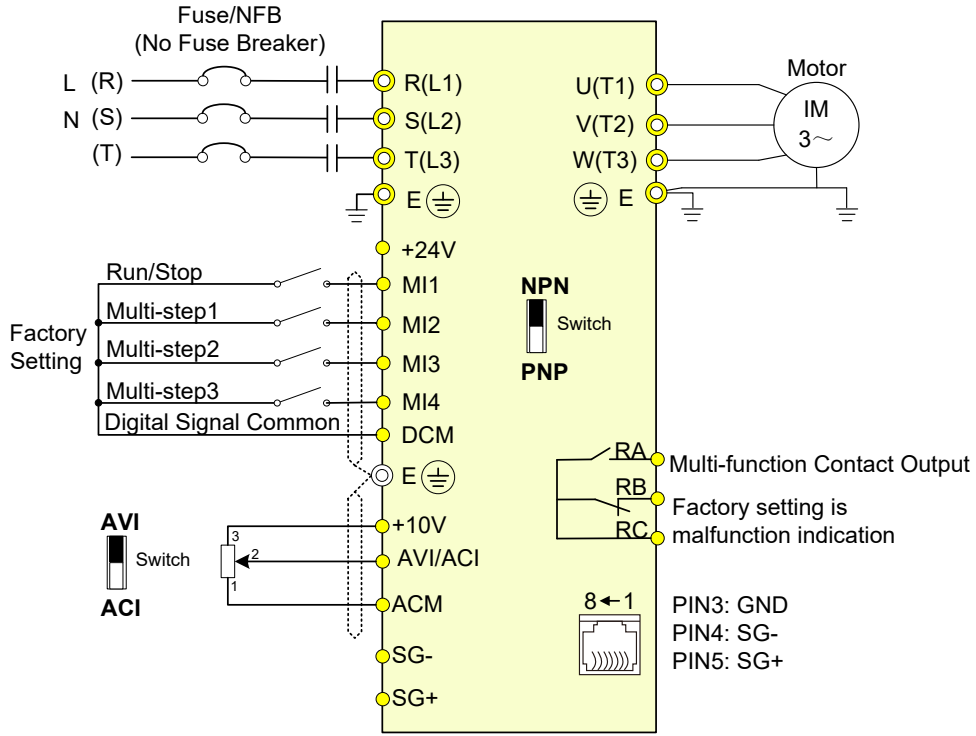 Fuse/NFB
(No Fuse Breaker)
L (R)
N (S)
(T)
R(L1)
S(L2)
T(L3)
E
U(T1)
V(T2)
W(T3)
E
Motor
IM
3~
+24V
Factory
Setting
Run/Stop
MI1
Multi-step1
MI2
Multi-step2
MI3
Multi-step3
MI4
Digital Signal Common
DCM
E
NPN
Switch
PNP
RA
RB
RC
Multi-function Contact Output
Factory setting is
malfunction indication
AVI
Switch
ACI
3
2
1
+10V
AVI/ACI
ACM
SG-
SG+
8←1
PIN3: GND
PIN4: SG-
PIN5: SG+